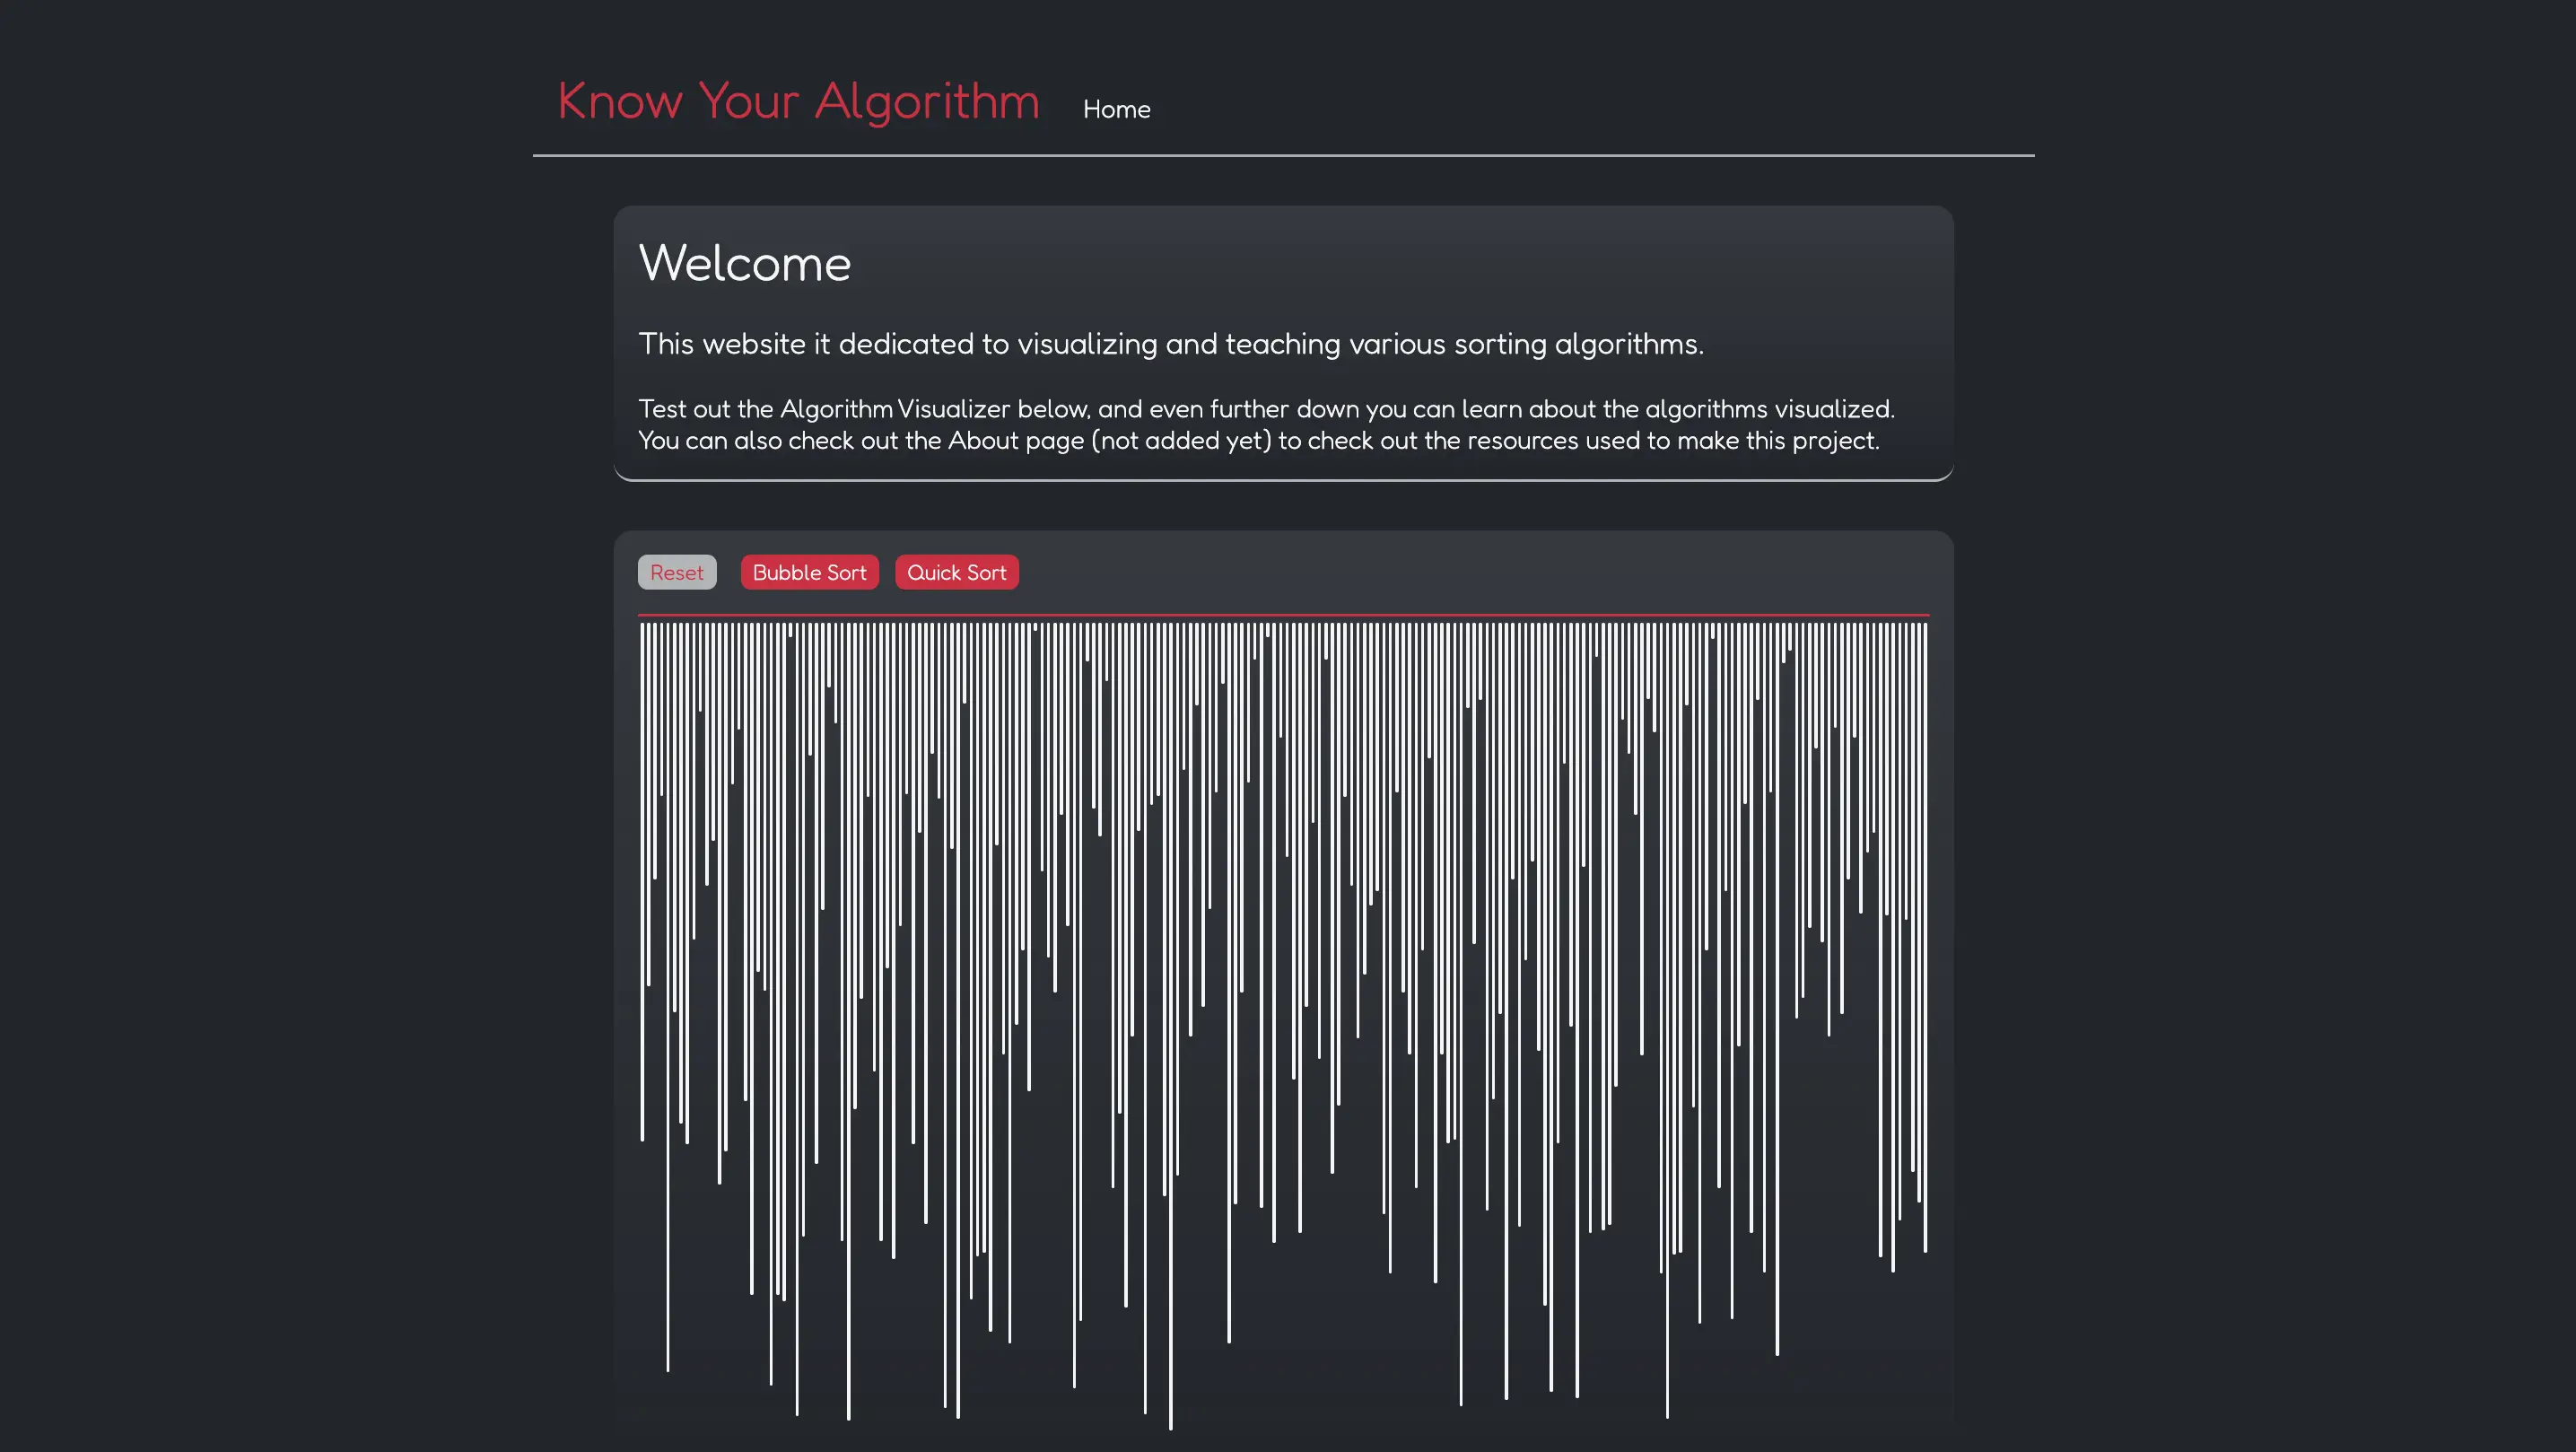 Know Your Algorithm Home
Welcome
This website it dedicated to visualizing and teaching various sorting algorithms.
Test out the Algorithm Visualizer below, and even further down you can learn about the algorithms visualized.
You can also check out the About page (not added yet) to check out the resources used to make this project.
Reset Bubble Sort Quick Sort